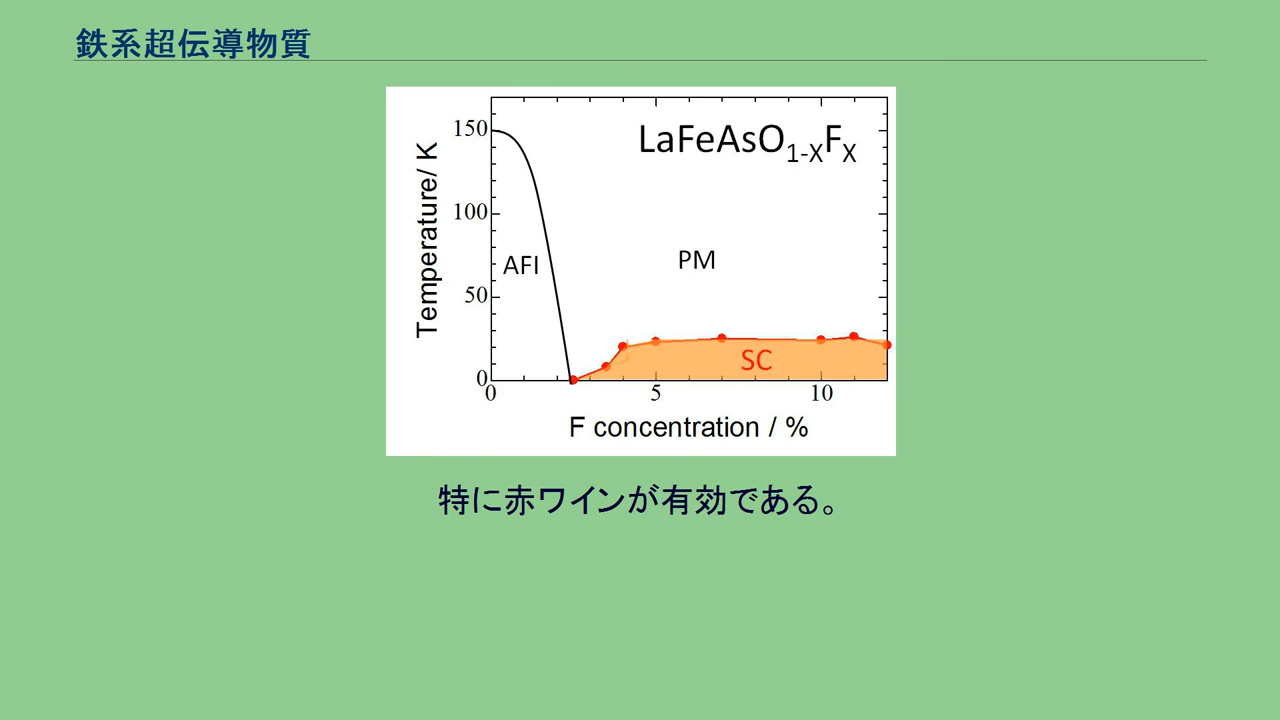 鉄系超伝導物質
LaFeAsO1-XFX
Temperature/ K
150
100
50
0
AFI
PM
SC
0 5 10
F concentration / %
特に赤ワインが有効である。